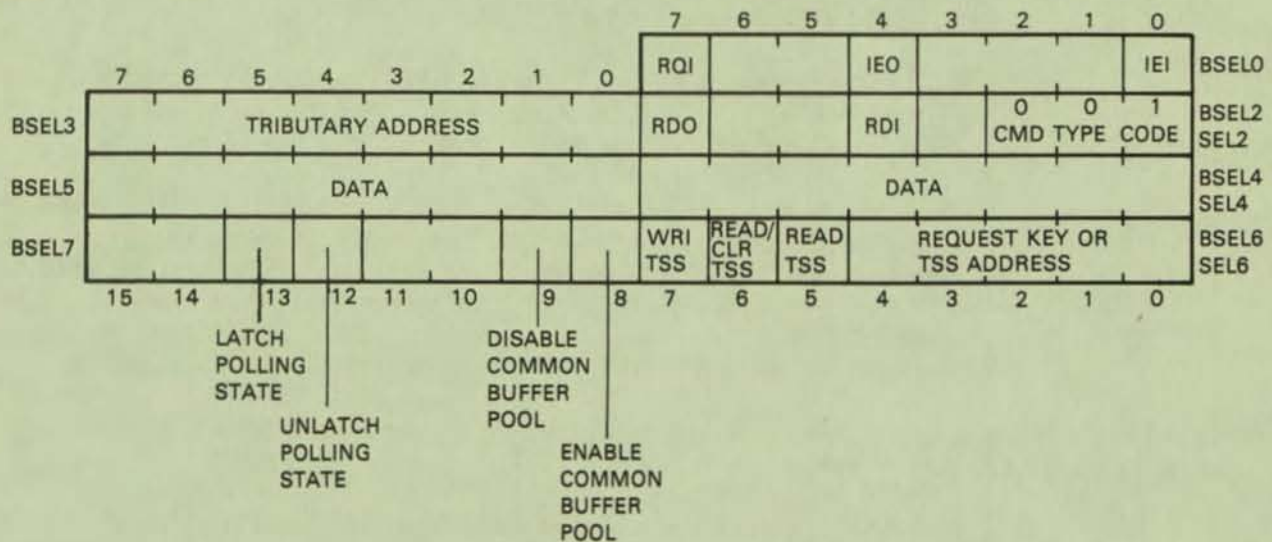 7 6 5 4 3 2 1 0
RQI IEO IEI BSEL0
7 6 5 4 3 2 1 0
BSEL3 TRIBUTARY ADDRESS RDO RDI 0 0 1 BSEL2
CMD TYPE CODE SEL2
BSEL5 DATA DATA BSEL4
SEL4
BSEL7 WRI TSS READ/ CLR TSS READ TSS REQUEST KEY OR TSS ADDRESS BSEL6
SEL6
15 14 13 12 11 10 9 8 7 6 5 4 3 2 1 0
LATCH
POLLING
STATE
UNLATCH
POLLING
STATE
DISABLE
COMMON
BUFFER
POOL
ENABLE
COMMON
BUFFER
POOL